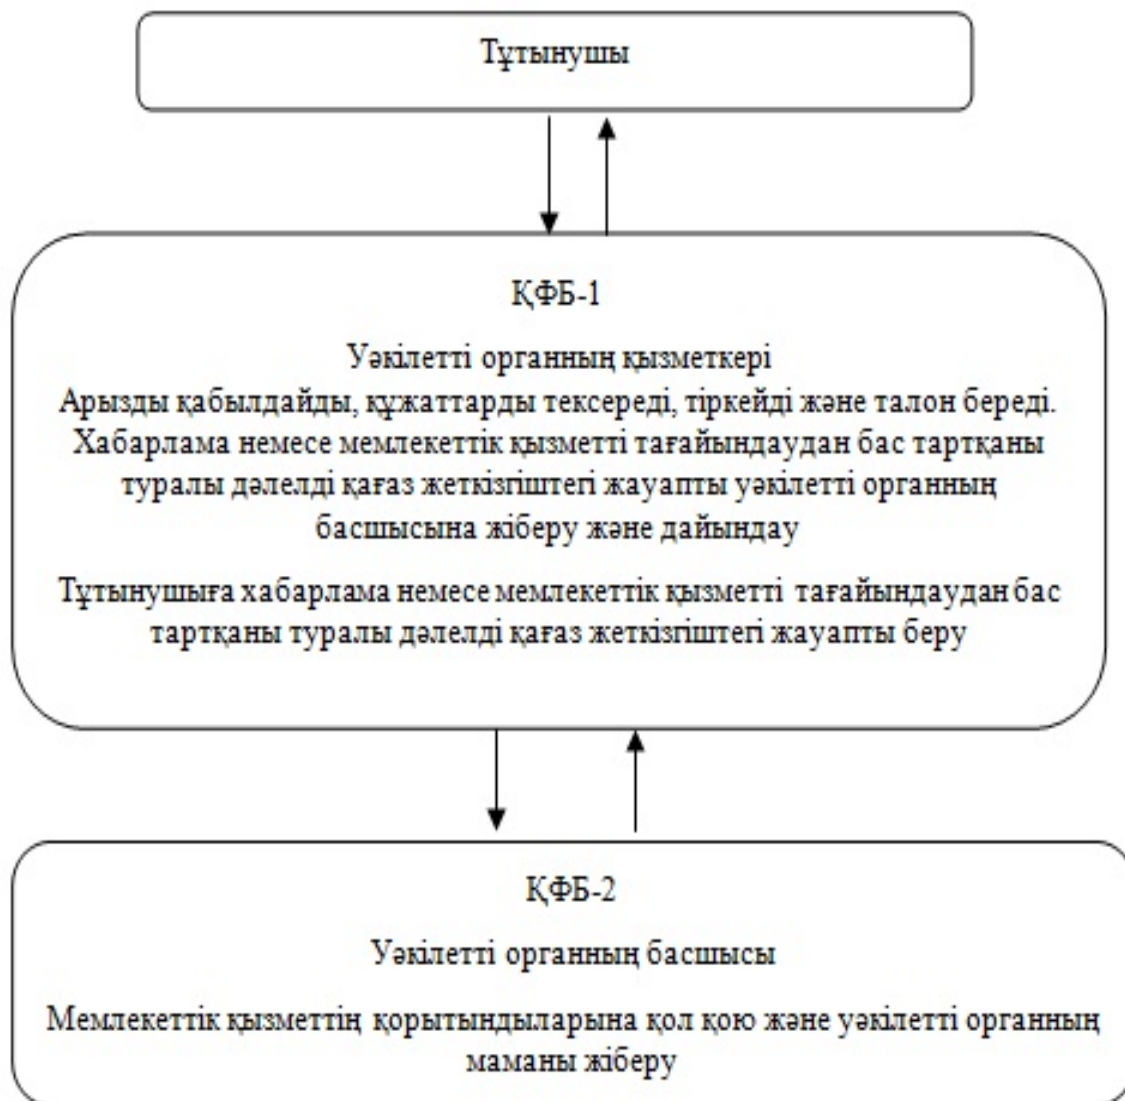 Тұтынушы
ҚФБ-1
Уәкілетті органның қызметкері
Арызды қабылдайды, құжаттарды тексереді, тіркейді және талон береді.
Хабарлама немесе мемлекеттік қызметті тағайындаудан бас тартқаны
туралы дәлелді қағаз жеткізгіштегі жауапты уәкілетті органның
басшысына жіберу және дайындау
Тұтынушыға хабарлама немесе мемлекеттік қызметті тағайындаудан бас
тартқаны туралы дәлелді қағаз жеткізгіштегі жауапты беру
ҚФБ-2
Уәкілетті органның басшысы
Мемлекеттік қызметтің қорытындыларына қол қою және уәкілетті органның
маманы жіберу